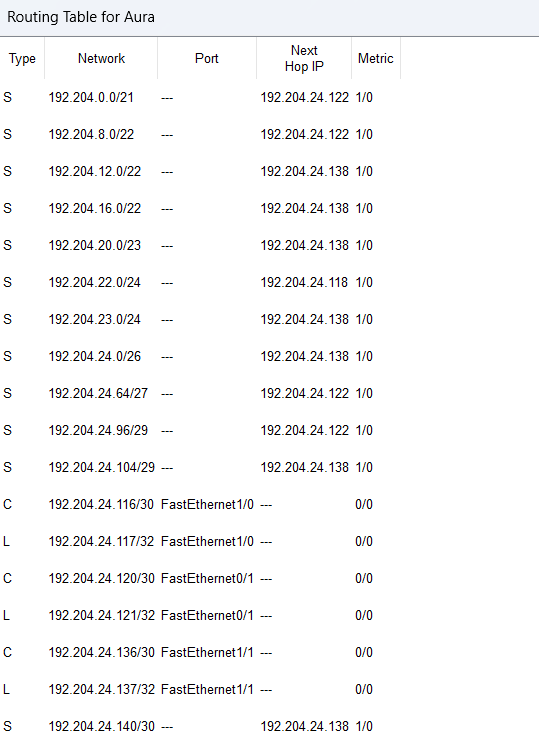 Routing Table for Aura
Type Network Port Next Hop IP Metric
S 192.204.0.0/21 --- 192.204.24.122 1/0
S 192.204.8.0/22 --- 192.204.24.122 1/0
S 192.204.12.0/22 --- 192.204.24.138 1/0
S 192.204.16.0/22 --- 192.204.24.138 1/0
S 192.204.20.0/23 --- 192.204.24.138 1/0
S 192.204.22.0/24 --- 192.204.24.118 1/0
S 192.204.23.0/24 --- 192.204.24.138 1/0
S 192.204.24.0/26 --- 192.204.24.138 1/0
S 192.204.24.64/27 --- 192.204.24.122 1/0
S 192.204.24.96/29 --- 192.204.24.122 1/0
S 192.204.24.104/29 --- 192.204.24.138 1/0
C 192.204.24.116/30 FastEthernet1/0 --- 0/0
L 192.204.24.117/32 FastEthernet1/0 --- 0/0
C 192.204.24.120/30 FastEthernet0/1 --- 0/0
L 192.204.24.121/32 FastEthernet0/1 --- 0/0
C 192.204.24.136/30 FastEthernet1/1 --- 0/0
L 192.204.24.137/32 FastEthernet1/1 --- 0/0
S 192.204.24.140/30 --- 192.204.24.138 1/0